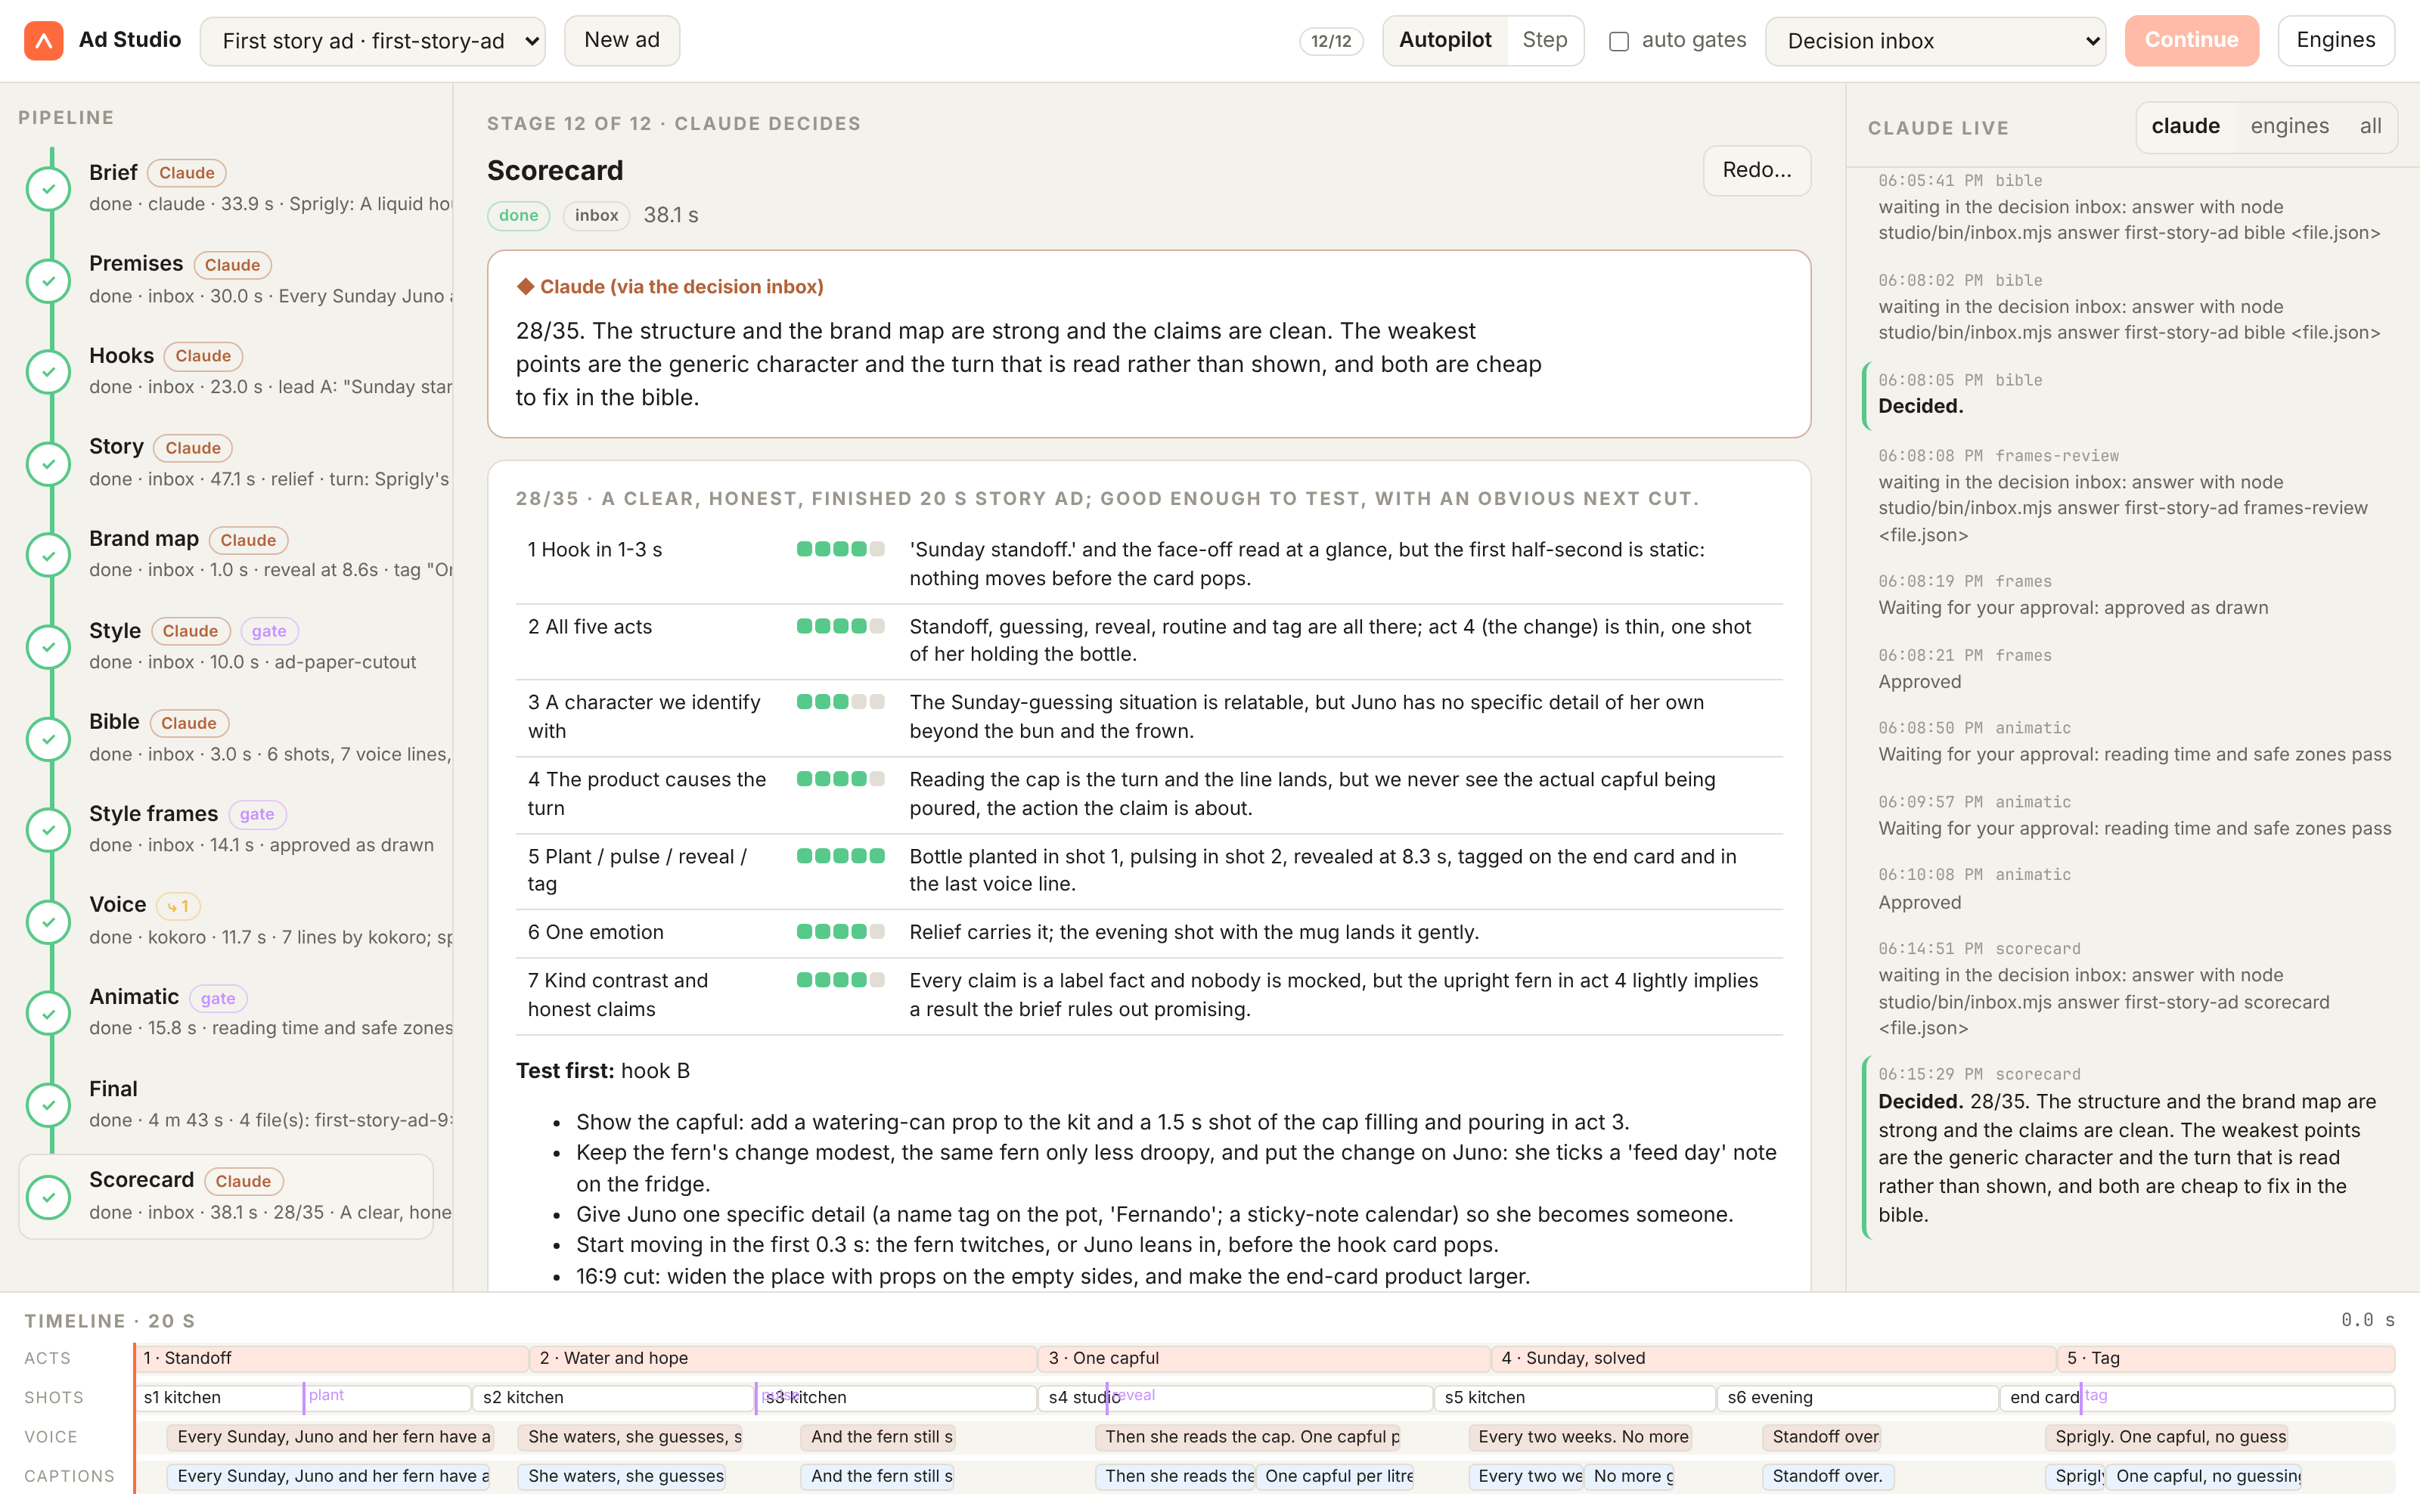 Ad Studio
First story ad · first-story-ad
New ad
12/12
Autopilot
Step
auto gates
Decision inbox
Continue
Engines
PIPELINE
Brief Claude
done · claude · 33.9 s · Sprigly: A liquid ho
Premises Claude
done · inbox · 30.0 s · Every Sunday Juno
Hooks Claude
done · inbox · 23.0 s · lead A: "Sunday star
Story Claude
done · inbox · 47.1 s · relief · turn: Sprigly's
Brand map Claude
done · inbox · 1.0 s · reveal at 8.6s · tag "Or
Style Claude gate
done · inbox · 10.0 s · ad-paper-cutout
Bible Claude
done · inbox · 3.0 s · 6 shots, 7 voice lines,
Style frames gate
done · inbox · 14.1 s · approved as drawn
Voice ↳ 1
done · kokoro · 11.7 s · 7 lines by kokoro; sp
Animatic gate
done · 15.8 s · reading time and safe zones
Final
done · 4 m 43 s · 4 file(s): first-story-ad-9
Scorecard Claude
done · inbox · 38.1 s · 28/35 · A clear, hone
STAGE 12 OF 12 · CLAUDE DECIDES
Scorecard
Redo...
done inbox 38.1 s
◆ Claude (via the decision inbox)
28/35. The structure and the brand map are strong and the claims are clean. The weakest
points are the generic character and the turn that is read rather than shown, and both are cheap
to fix in the bible.
28/35 · A CLEAR, HONEST, FINISHED 20 S STORY AD; GOOD ENOUGH TO TEST, WITH AN OBVIOUS NEXT CUT.
1 Hook in 1-3 s
'Sunday standoff.' and the face-off read at a glance, but the first half-second is static:
nothing moves before the card pops.
2 All five acts
Standoff, guessing, reveal, routine and tag are all there; act 4 (the change) is thin, one shot
of her holding the bottle.
3 A character we identify
with
The Sunday-guessing situation is relatable, but Juno has no specific detail of her own
beyond the bun and the frown.
4 The product causes the
turn
Reading the cap is the turn and the line lands, but we never see the actual capful being
poured, the action the claim is about.
5 Plant / pulse / reveal /
tag
Bottle planted in shot 1, pulsing in shot 2, revealed at 8.3 s, tagged on the end card and in
the last voice line.
6 One emotion
Relief carries it; the evening shot with the mug lands it gently.
7 Kind contrast and
honest claims
Every claim is a label fact and nobody is mocked, but the upright fern in act 4 lightly implies
a result the brief rules out promising.
Test first: hook B
• Show the capful: add a watering-can prop to the kit and a 1.5 s shot of the cap filling and pouring in act 3.
• Keep the fern's change modest, the same fern only less droopy, and put the change on Juno: she ticks a 'feed day' note
on the fridge.
• Give Juno one specific detail (a name tag on the pot, 'Fernando'; a sticky-note calendar) so she becomes someone.
• Start moving in the first 0.3 s: the fern twitches, or Juno leans in, before the hook card pops.
• 16:9 cut: widen the place with props on the empty sides, and make the end-card product larger.
CLAUDE LIVE
claude
engines
all
06:05:41 PM bible
waiting in the decision inbox: answer with node
studio/bin/inbox.mjs answer first-story-ad bible <file.json>
06:08:02 PM bible
waiting in the decision inbox: answer with node
studio/bin/inbox.mjs answer first-story-ad bible <file.json>
06:08:05 PM bible
Decided.
06:08:08 PM frames-review
waiting in the decision inbox: answer with node
studio/bin/inbox.mjs answer first-story-ad frames-review
<file.json>
06:08:19 PM frames
Waiting for your approval: approved as drawn
06:08:21 PM frames
Approved
06:08:50 PM animatic
Waiting for your approval: reading time and safe zones pass
06:09:57 PM animatic
Waiting for your approval: reading time and safe zones pass
06:10:08 PM animatic
Approved
06:14:51 PM scorecard
waiting in the decision inbox: answer with node
studio/bin/inbox.mjs answer first-story-ad scorecard
<file.json>
06:15:29 PM scorecard
Decided. 28/35. The structure and the brand map are
strong and the claims are clean. The weakest points
are the generic character and the turn that is read
rather than shown, and both are cheap to fix in the
bible.
TIMELINE · 20 S
0.0 s
ACTS
1 · Standoff
2 · Water and hope
3 · One capful
4 · Sunday, solved
5 · Tag
SHOTS
s1 kitchen
plant
s2 kitchen
s3 kitchen
s4 studio
reveal
s5 kitchen
s6 evening
end card
tag
VOICE
Every Sunday, Juno and her fern have a
She waters, she guesses, s
And the fern still s
Then she reads the cap. One capful p
Every two weeks. No more
Standoff over
Sprigly. One capful, no guess
CAPTIONS
Every Sunday, Juno and her fern have a
She waters, she guesses
And the fern still s
Then she reads the
One capful per litre
Every two we
No more g
Standoff over.
Sprigly
One capful, no guessing